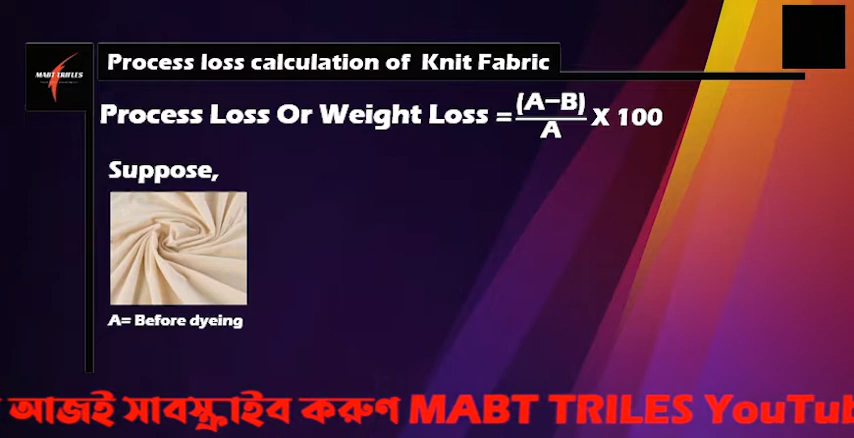 MABT TRIFLES
Process loss calculation of Knit Fabric
Process Loss Or Weight Loss = (A−B)/A X 100
Suppose,
A= Before dyeing
আজই সাবস্ক্রাইব করুণ MABT TRILES YouTub